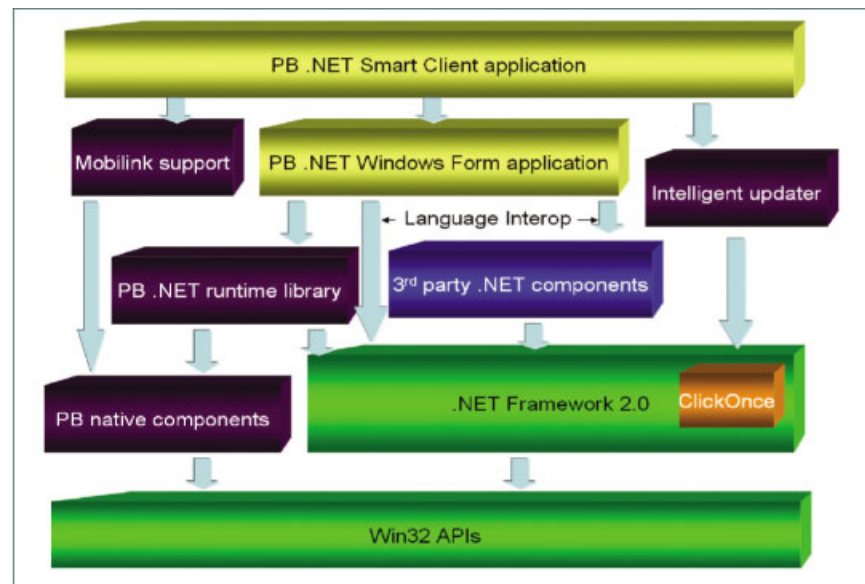 PB .NET Smart Client application
Mobilink support
PB .NET Windows Form application
Intelligent updater
Language Interop
PB .NET runtime library
3rd party .NET components
PB native components
.NET Framework 2.0
ClickOnce
Win32 APIs